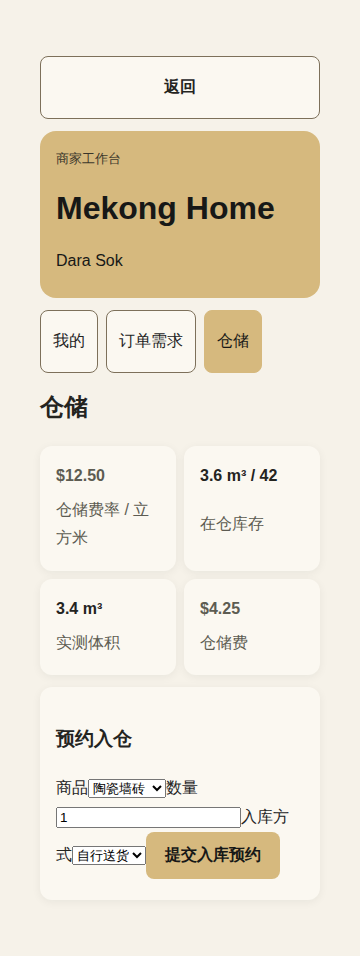 返回
商家工作台
Mekong Home
Dara Sok
我的 订单需求 仓储
仓储
$12.50
仓储费率 / 立
方米
3.6 m³ / 42
在仓库存
3.4 m³
实测体积
$4.25
仓储费
预约入仓
商品 陶瓷墙砖 数量
1 入库方
式 自行送货 提交入库预约